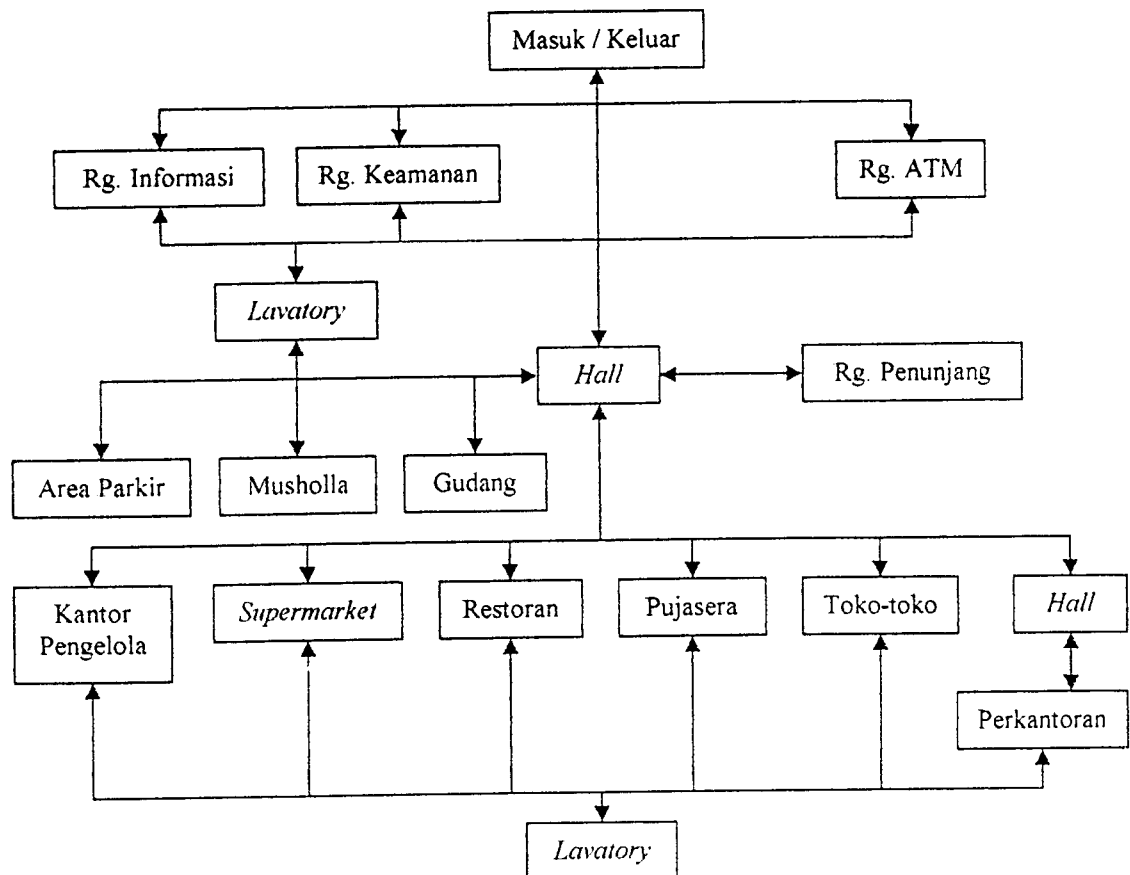 Masuk / Keluar
Rg. Informasi
Rg. Keamanan
Rg. ATM
Lavatory
Hall
Rg. Penunjang
Area Parkir
Musholla
Gudang
Kantor
Pengelola
Supermarket
Restoran
Pujasera
Toko-toko
Hall
Perkantoran
Lavatory